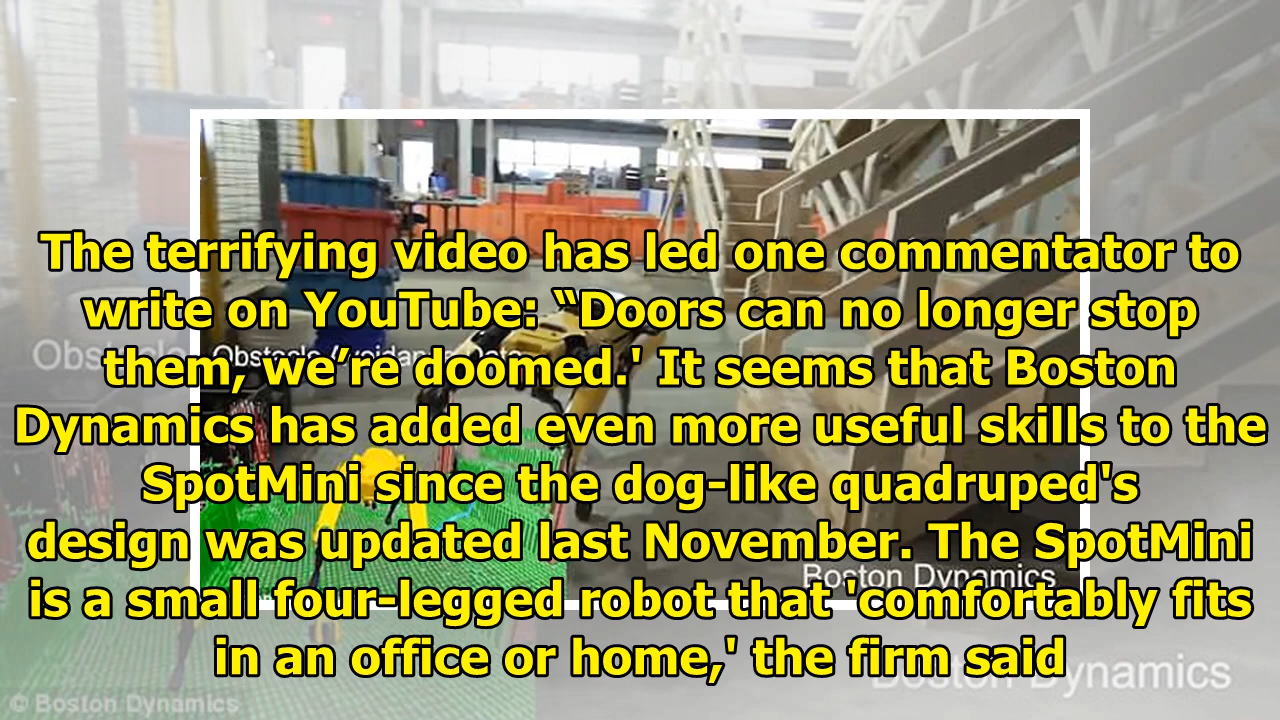 The terrifying video has led one commentator to
write on YouTube: “Doors can no longer stop
them, we’re doomed.' It seems that Boston
Dynamics has added even more useful skills to the
SpotMini since the dog-like quadruped's
design was updated last November. The SpotMini
is a small four-legged robot that 'comfortably fits
in an office or home,' the firm said
Obstacle Avoidance Data
Boston Dynamics
Boston Dynamics
© Boston Dynamics